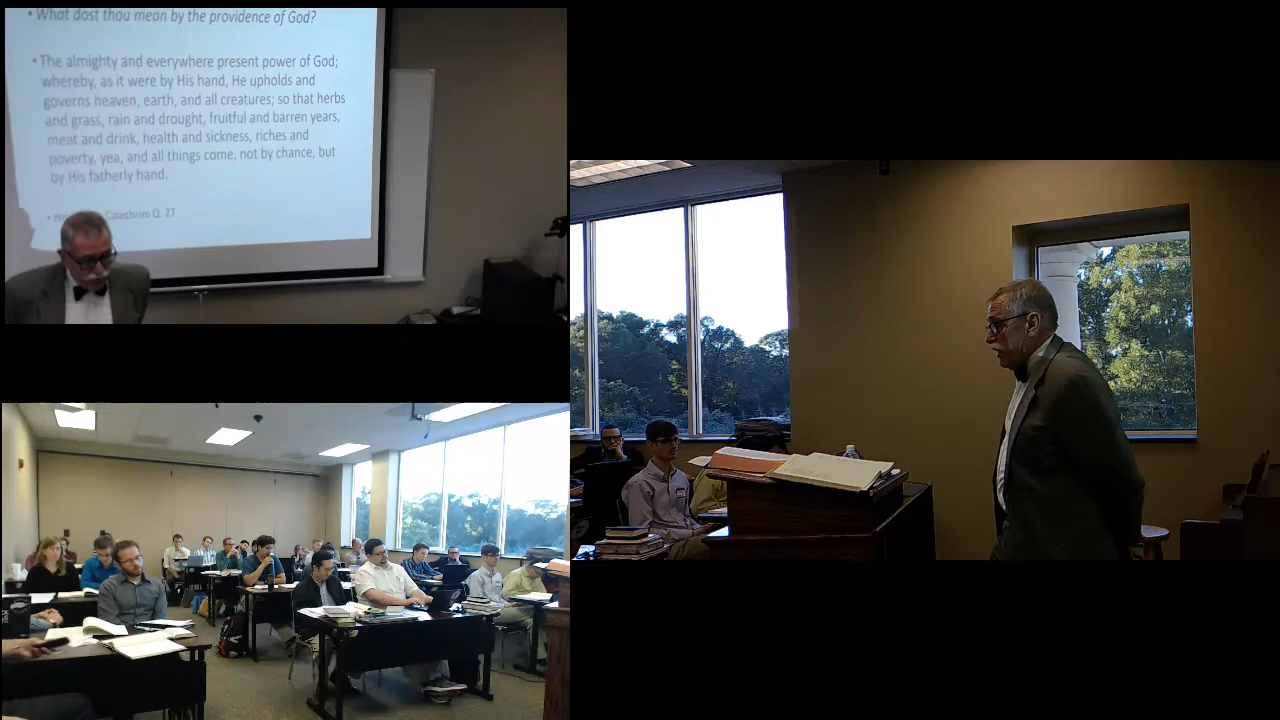 • What dost thou mean by the providence of God?
• The almighty and everywhere present power of God;
whereby, as it were by His hand, He upholds and
governs heaven, earth, and all creatures; so that herbs
and grass, rain and drought, fruitful and barren years,
meat and drink, health and sickness, riches and
poverty, yea, and all things come, not by chance, but
by His fatherly hand.
• Catechism Q. 27